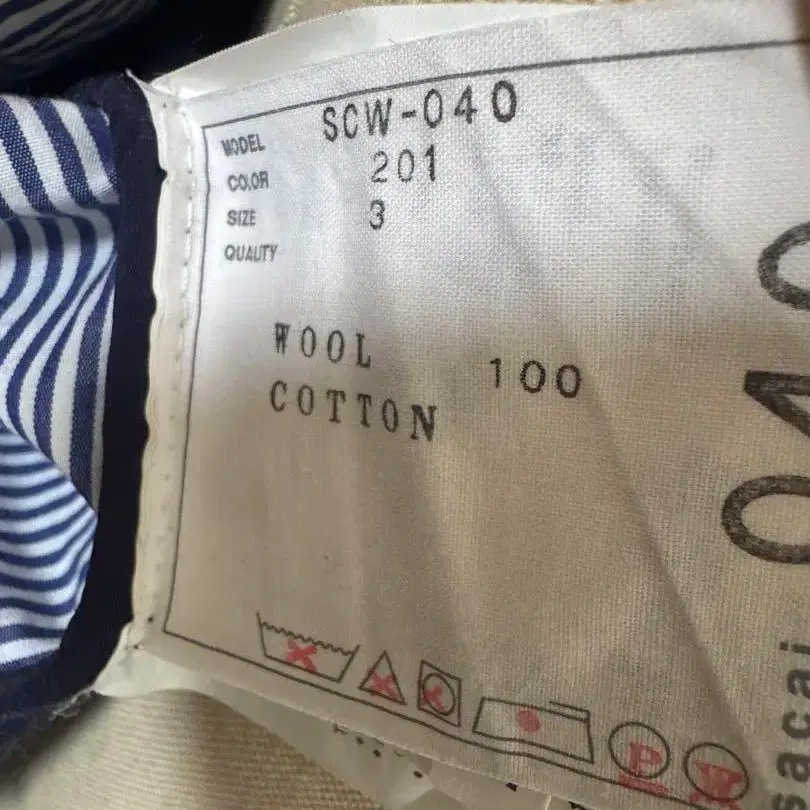 MODEL SCW-040
COLOR 201
SIZE 3
QUALITY
WOOL 100
COTTON
P
sacai
040